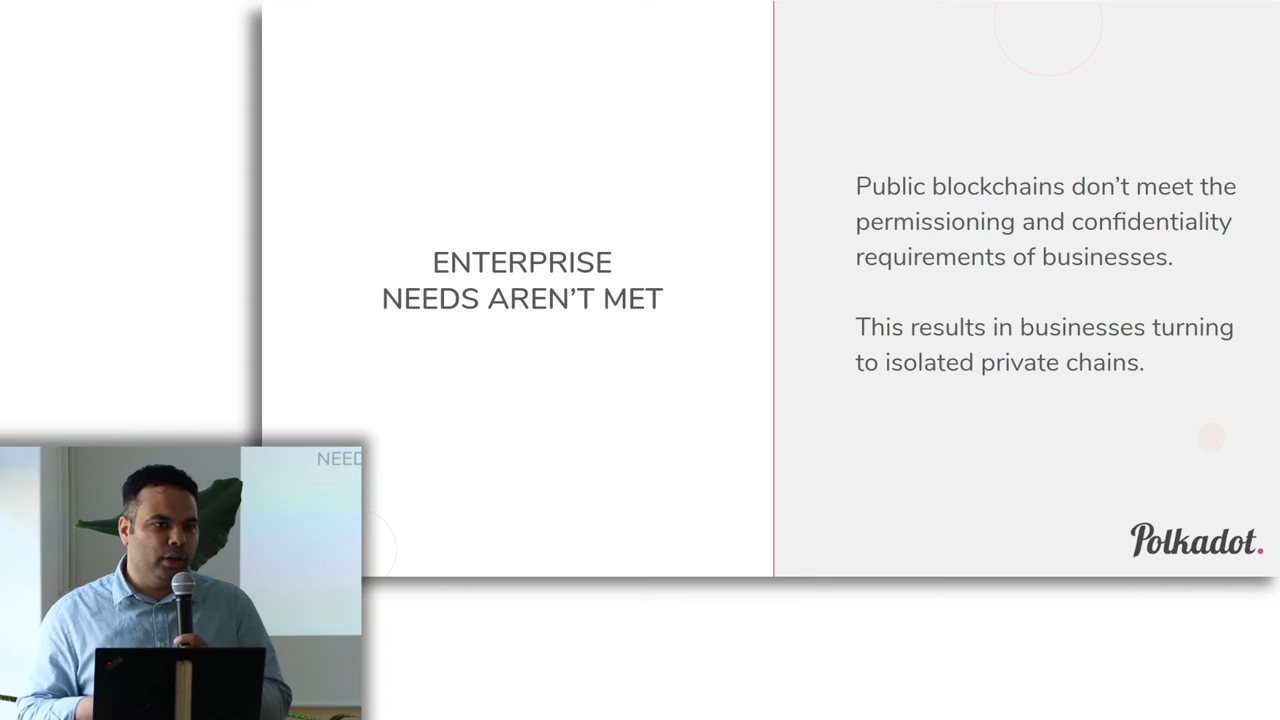 ENTERPRISE
NEEDS AREN’T MET
Public blockchains don’t meet the
permissioning and confidentiality
requirements of businesses.
This results in businesses turning
to isolated private chains.
Polkadot.
NEED